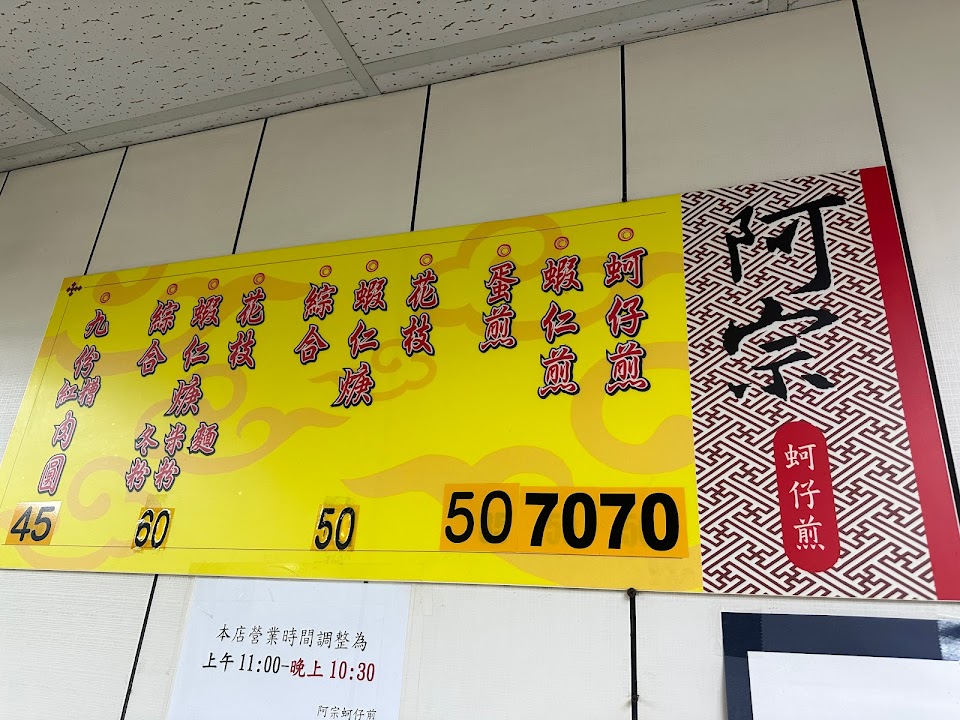 阿宗
蚵仔煎
蚵仔煎 70
蝦仁煎 70
蛋煎 50
花枝
蝦仁
綜合
焿
50
花枝
蝦仁
綜合
焿
麵
米粉
冬粉
60
九份紅糟肉圓
45
本店營業時間調整為
上午11:00-晚上10:30
阿宗蚵仔煎